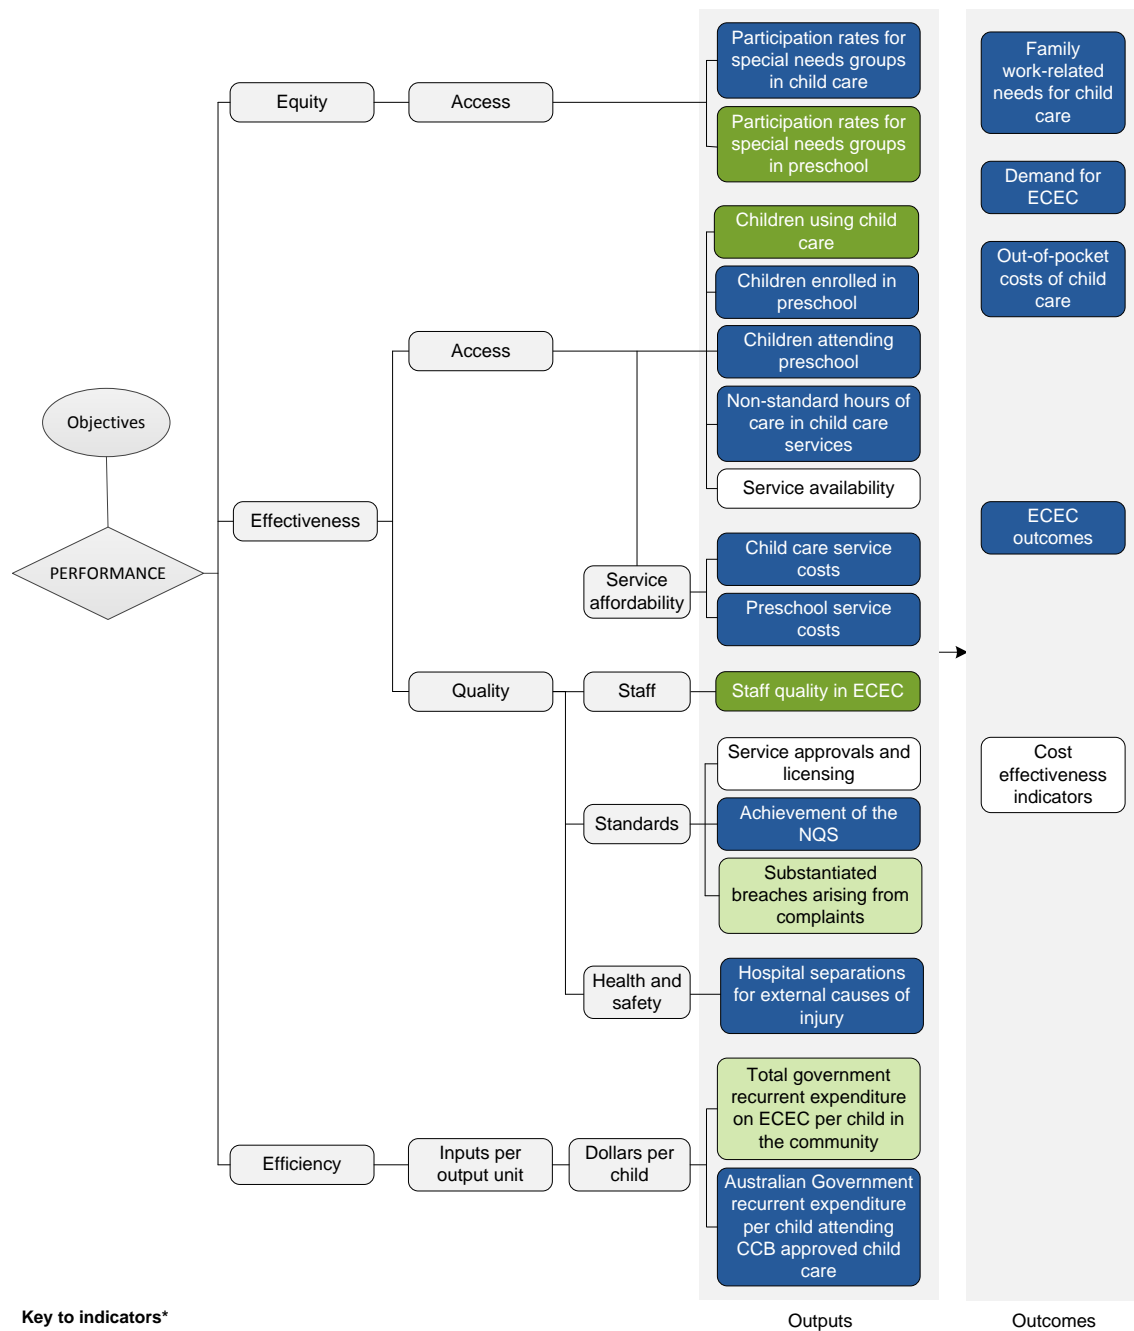 Objectives
PERFORMANCE
Equity
Access
Participation rates for
special needs groups
in child care
Participation rates for
special needs groups
in preschool
Effectiveness
Access
Children using child
care
Children enrolled in
preschool
Children attending
preschool
Non-standard hours of
care in child care
services
Service availability
Service
affordability
Child care service
costs
Preschool service
costs
Quality
Staff
Staff quality in ECEC
Standards
Service approvals and
licensing
Achievement of the
NQS
Substantiated
breaches arising from
complaints
Health and
safety
Hospital separations
for external causes of
injury
Efficiency
Inputs per
output unit
Dollars per
child
Total government
recurrent expenditure
on ECEC per child in
the community
Australian Government
recurrent expenditure
per child attending
CCB approved child
care
Family
work-related
needs for child
care
Demand for
ECEC
Out-of-pocket
costs of child
care
ECEC
outcomes
Cost
effectiveness
indicators
Key to indicators*
Outputs
Outcomes